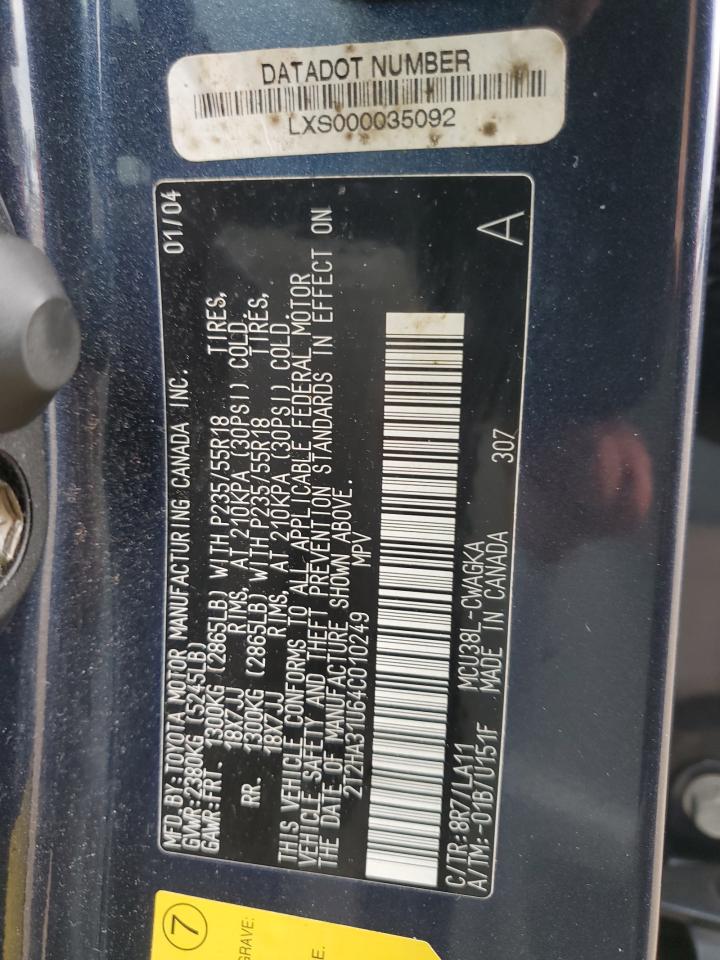 DATADOT NUMBER
LXS000035092
MFD.BY:TOYOTA MOTOR MANUFACTURING CANADA INC. 01/04
GVWR:2380KG (5245LB)
GAWR:FRT. 1300KG (2865LB) WITH P235/55R18 TIRES,
18X7JJ RIMS, AT 210KPA (30PSI) COLD.
RR. 1300KG (2865LB) WITH P235/55R18 TIRES,
18X7JJ RIMS, AT 210KPA (30PSI) COLD.
THIS VEHICLE CONFORMS TO ALL APPLICABLE FEDERAL MOTOR
VEHICLE SAFETY AND THEFT PREVENTION STANDARDS IN EFFECT ON
THE DATE OF MANUFACTURE SHOWN ABOVE.
2T2HA31U64C010249 MPV
C/TR:8R7/LA11 MCU38L-CWAGKA 307 A
A/TM:-01B/U151F MADE IN CANADA
7
GRAVE:
E.